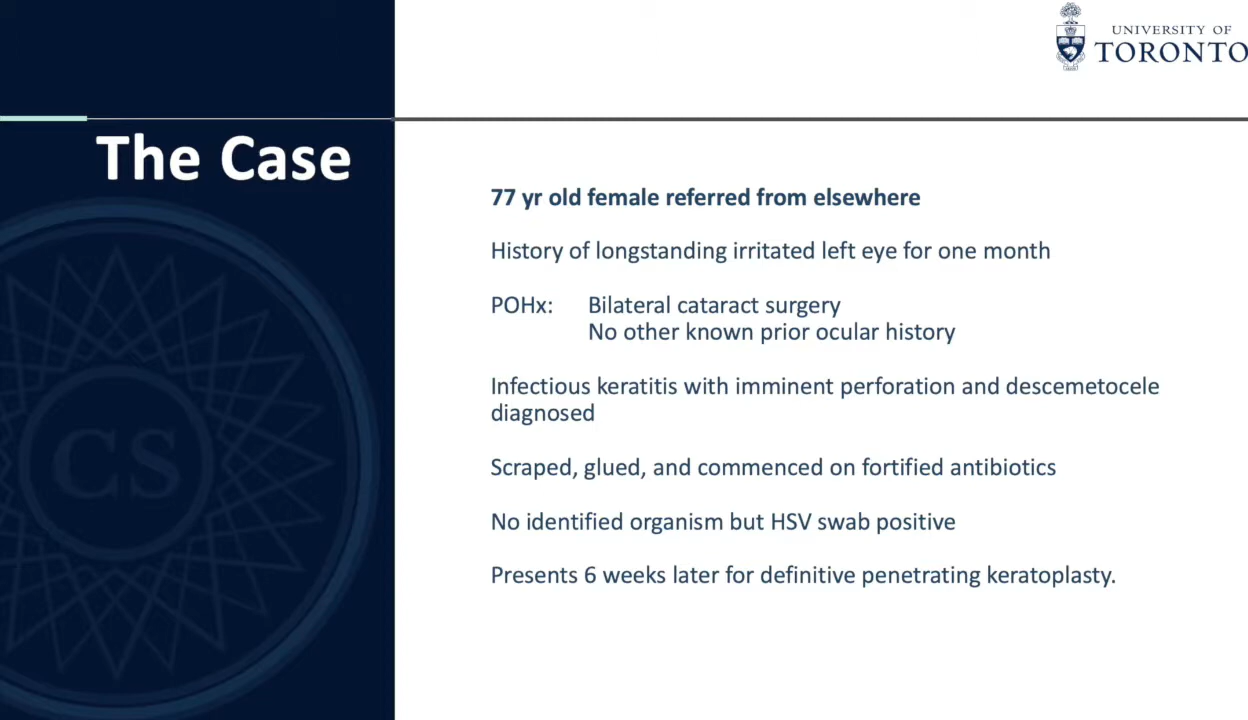 UNIVERSITY OF
TORONTO
The Case
77 yr old female referred from elsewhere
History of longstanding irritated left eye for one month
POHx: Bilateral cataract surgery
No other known prior ocular history
Infectious keratitis with imminent perforation and descemetocele
diagnosed
Scraped, glued, and commenced on fortified antibiotics
No identified organism but HSV swab positive
Presents 6 weeks later for definitive penetrating keratoplasty.
CS